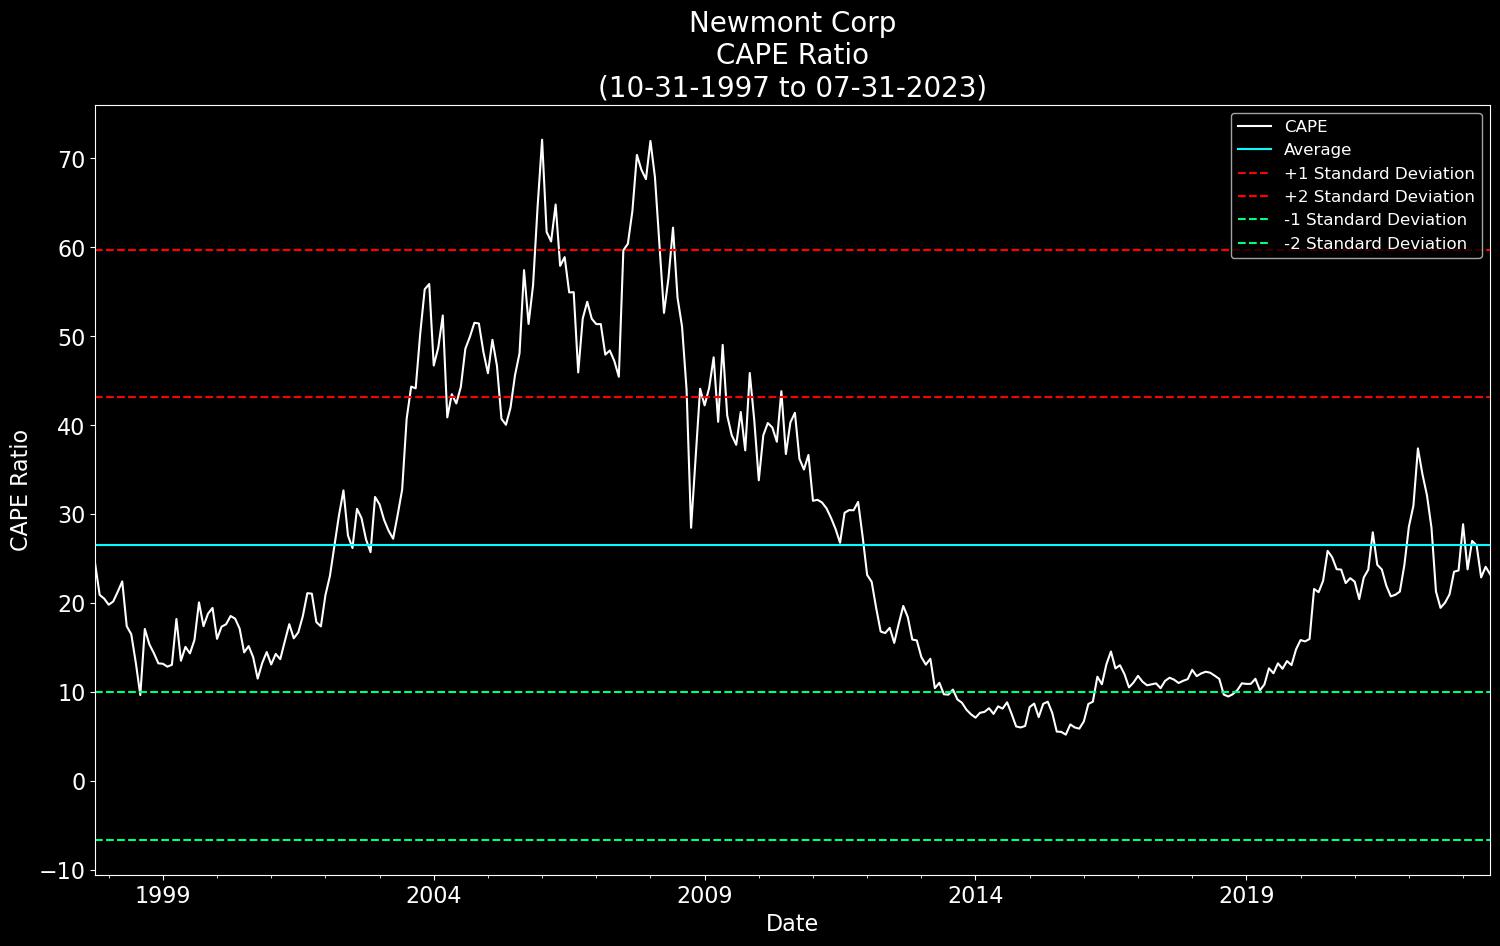 Newmont Corp
CAPE Ratio
(10-31-1997 to 07-31-2023)
CAPE
Average
+1 Standard Deviation
+2 Standard Deviation
-1 Standard Deviation
-2 Standard Deviation
CAPE Ratio
70
60
50
40
30
20
10
0
−10
1999
2004
2009
2014
2019
Date